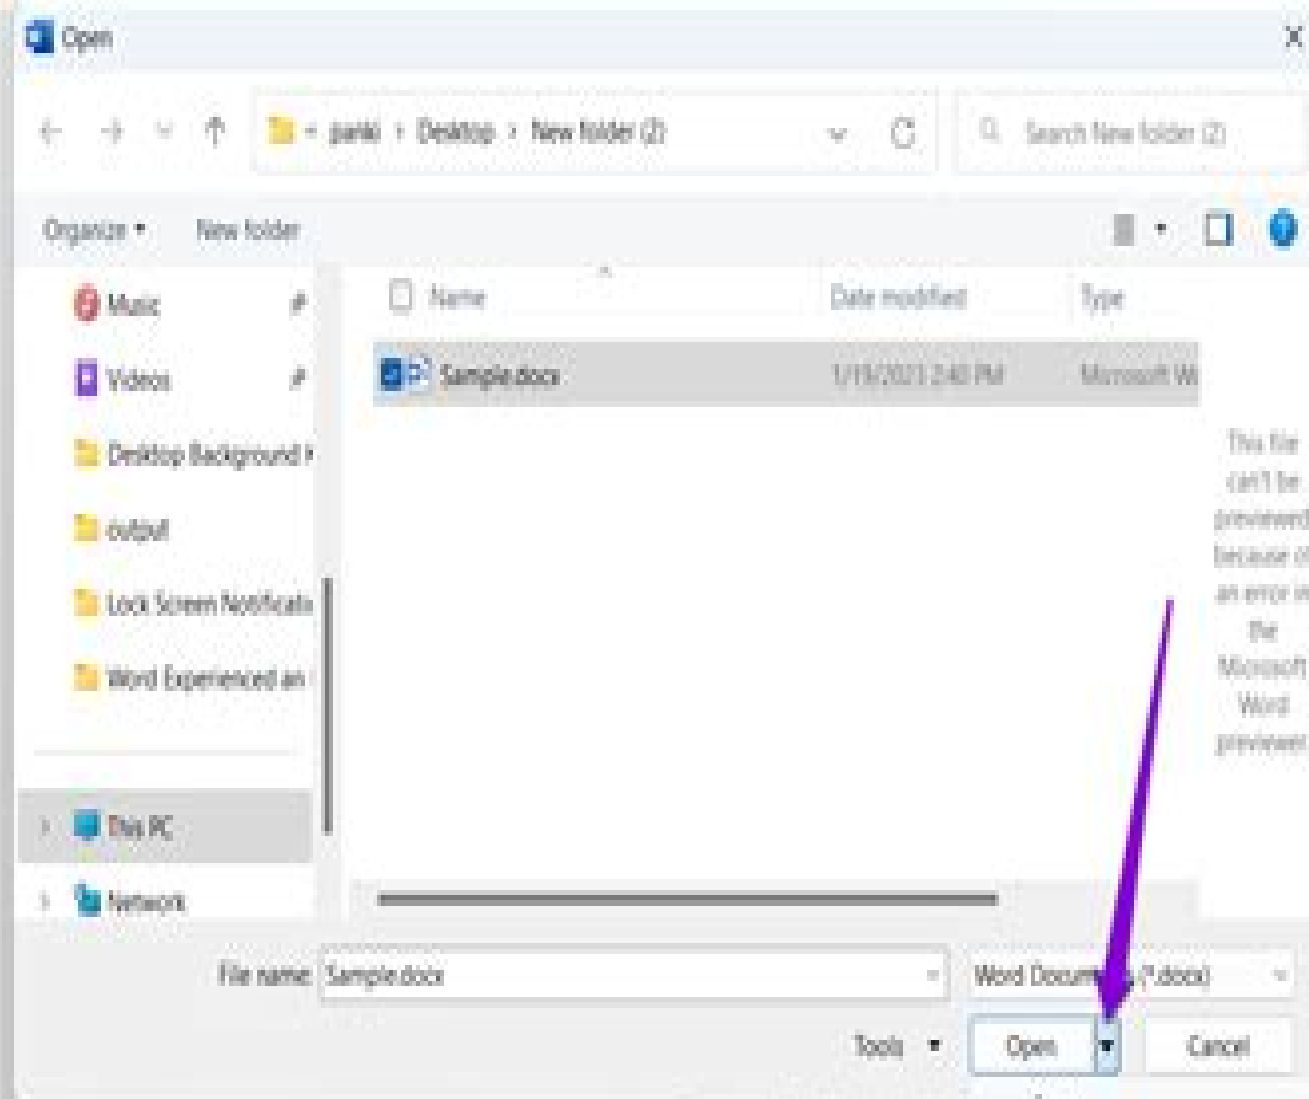 Open
panki › Desktop › New folder (2)
Search New folder (2)
Organize
New folder
Music
Videos
Desktop Background
output
Lock Screen Notificati
Word Experienced an
This PC
Network
Name
Date modified
Type
Sample.docx
1/19/2023 2:40 PM
Microsoft W
This file
can't be
previewed
because of
an error in
the
Microsoft
Word
previewer
File name:
Sample.docx
Word (*.docx)
Tools
Open
Cancel